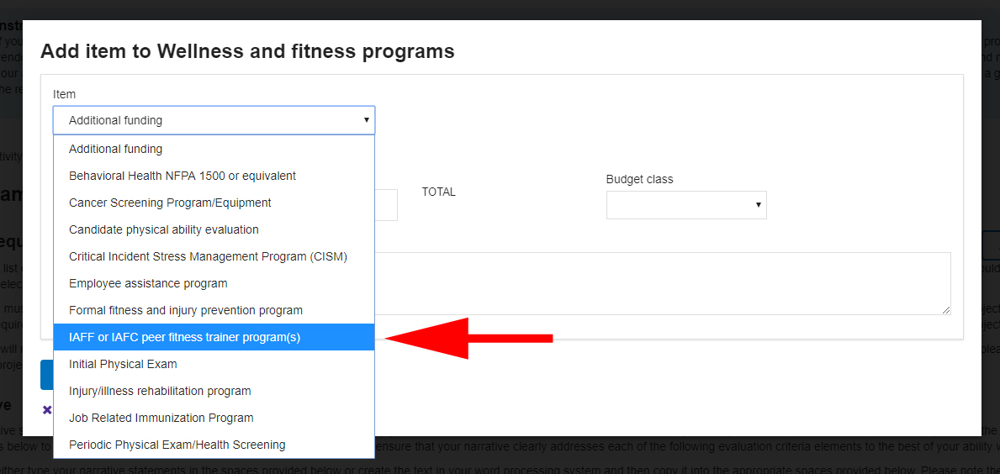 Add item to Wellness and fitness programs
Item
Additional funding
Additional funding
Behavioral Health NFPA 1500 or equivalent
Cancer Screening Program/Equipment
Candidate physical ability evaluation
Critical Incident Stress Management Program (CISM)
Employee assistance program
Formal fitness and injury prevention program
IAFF or IAFC peer fitness trainer program(s)
Initial Physical Exam
Injury/illness rehabilitation program
Job Related Immunization Program
Periodic Physical Exam/Health Screening
TOTAL
Budget class
below to
ensure that your narrative clearly addresses each of the following evaluation criteria elements to the best of your ability
either type your narrative statements in the spaces provided below or create the text in your word processing system and then copy it into the appropriate spaces provided below. Please note